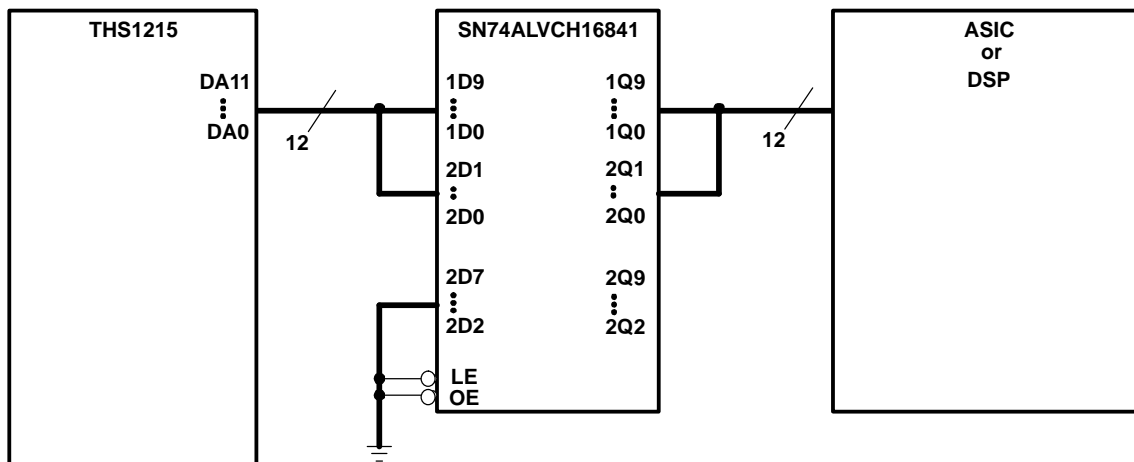 THS1215
DA11
DA0
12
SN74ALVCH16841
1D9
1D0
2D1
2D0
2D7
2D2
LE
OE
1Q9
1Q0
2Q1
2Q0
2Q9
2Q2
12
ASIC
or
DSP